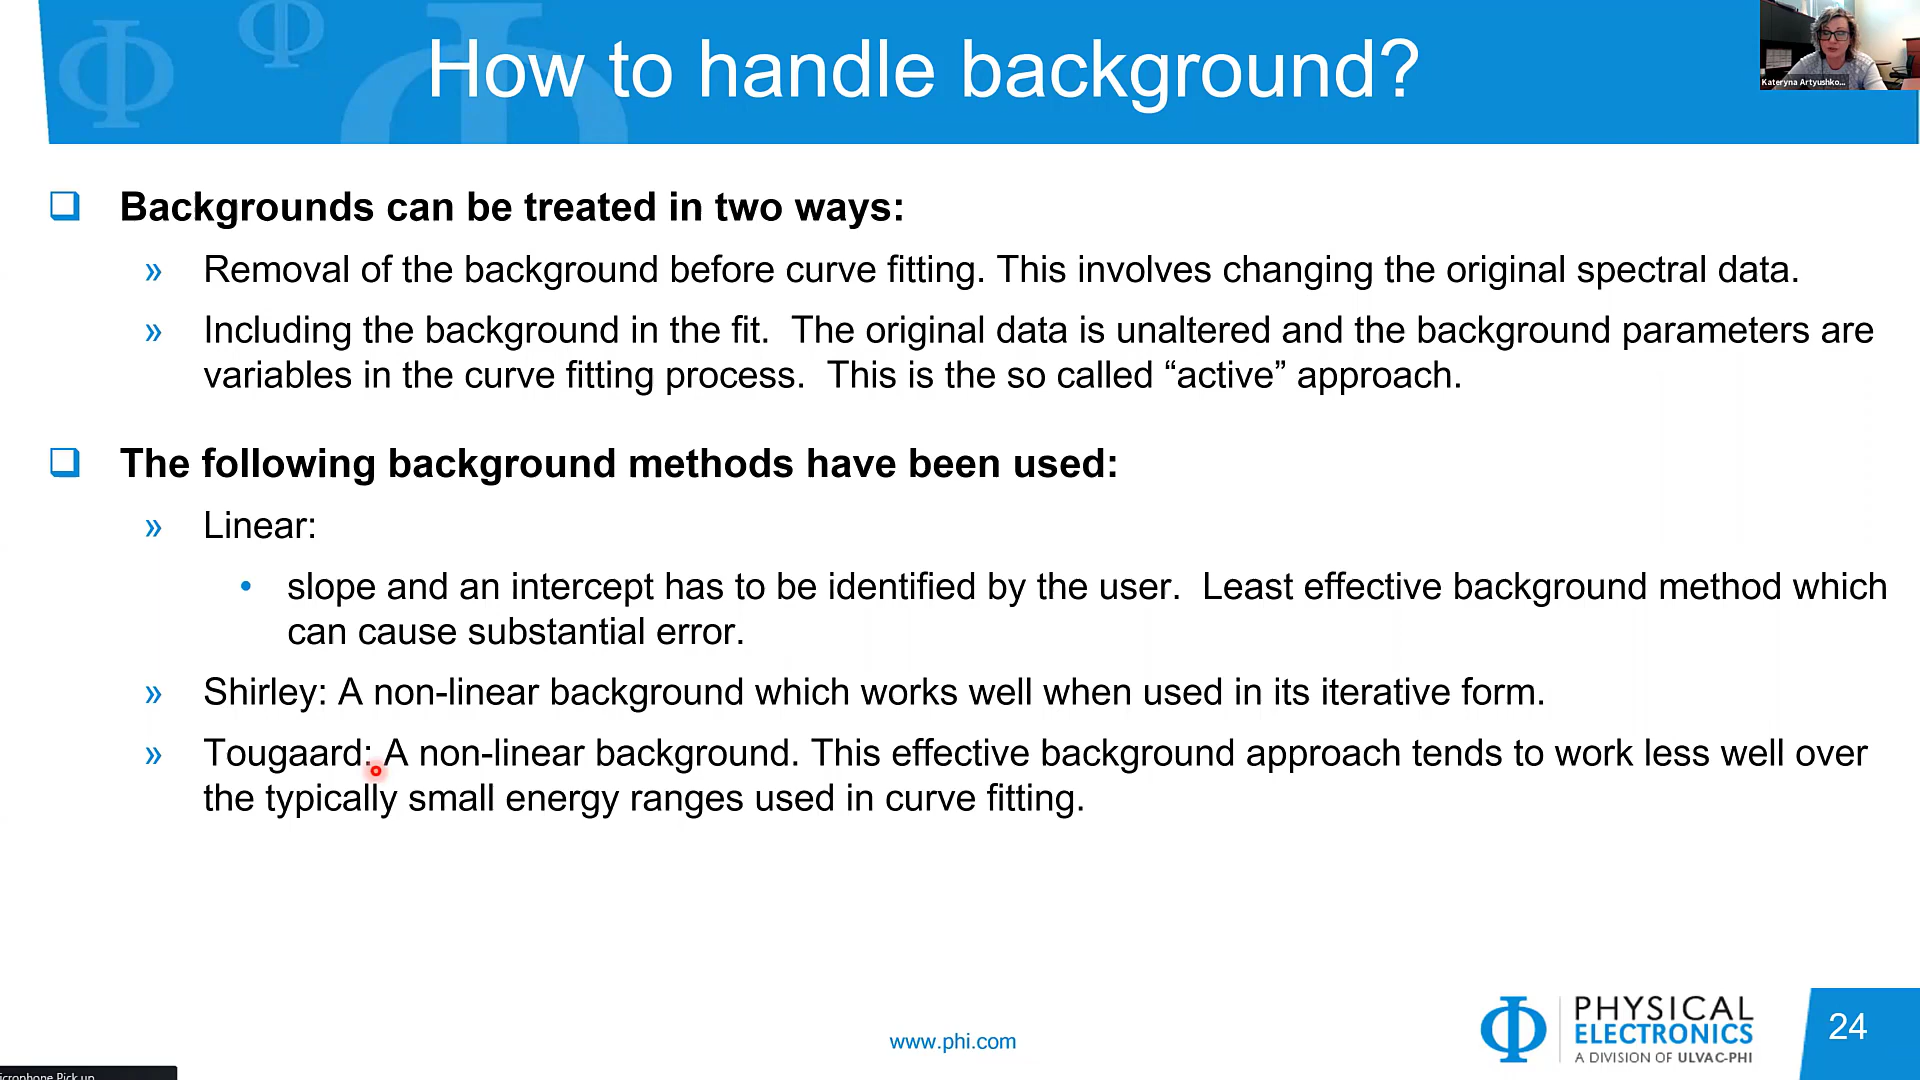 How to handle background?
Kateryna Artyushko...
Backgrounds can be treated in two ways:
» Removal of the background before curve fitting. This involves changing the original spectral data.
» Including the background in the fit.  The original data is unaltered and the background parameters are
variables in the curve fitting process.  This is the so called “active” approach.
The following background methods have been used:
» Linear:
• slope and an intercept has to be identified by the user.  Least effective background method which
can cause substantial error.
» Shirley: A non-linear background which works well when used in its iterative form.
» Tougaard: A non-linear background. This effective background approach tends to work less well over
the typically small energy ranges used in curve fitting.
www.phi.com
PHYSICAL
ELECTRONICS
A DIVISION OF ULVAC-PHI
24
icrophone Pick up